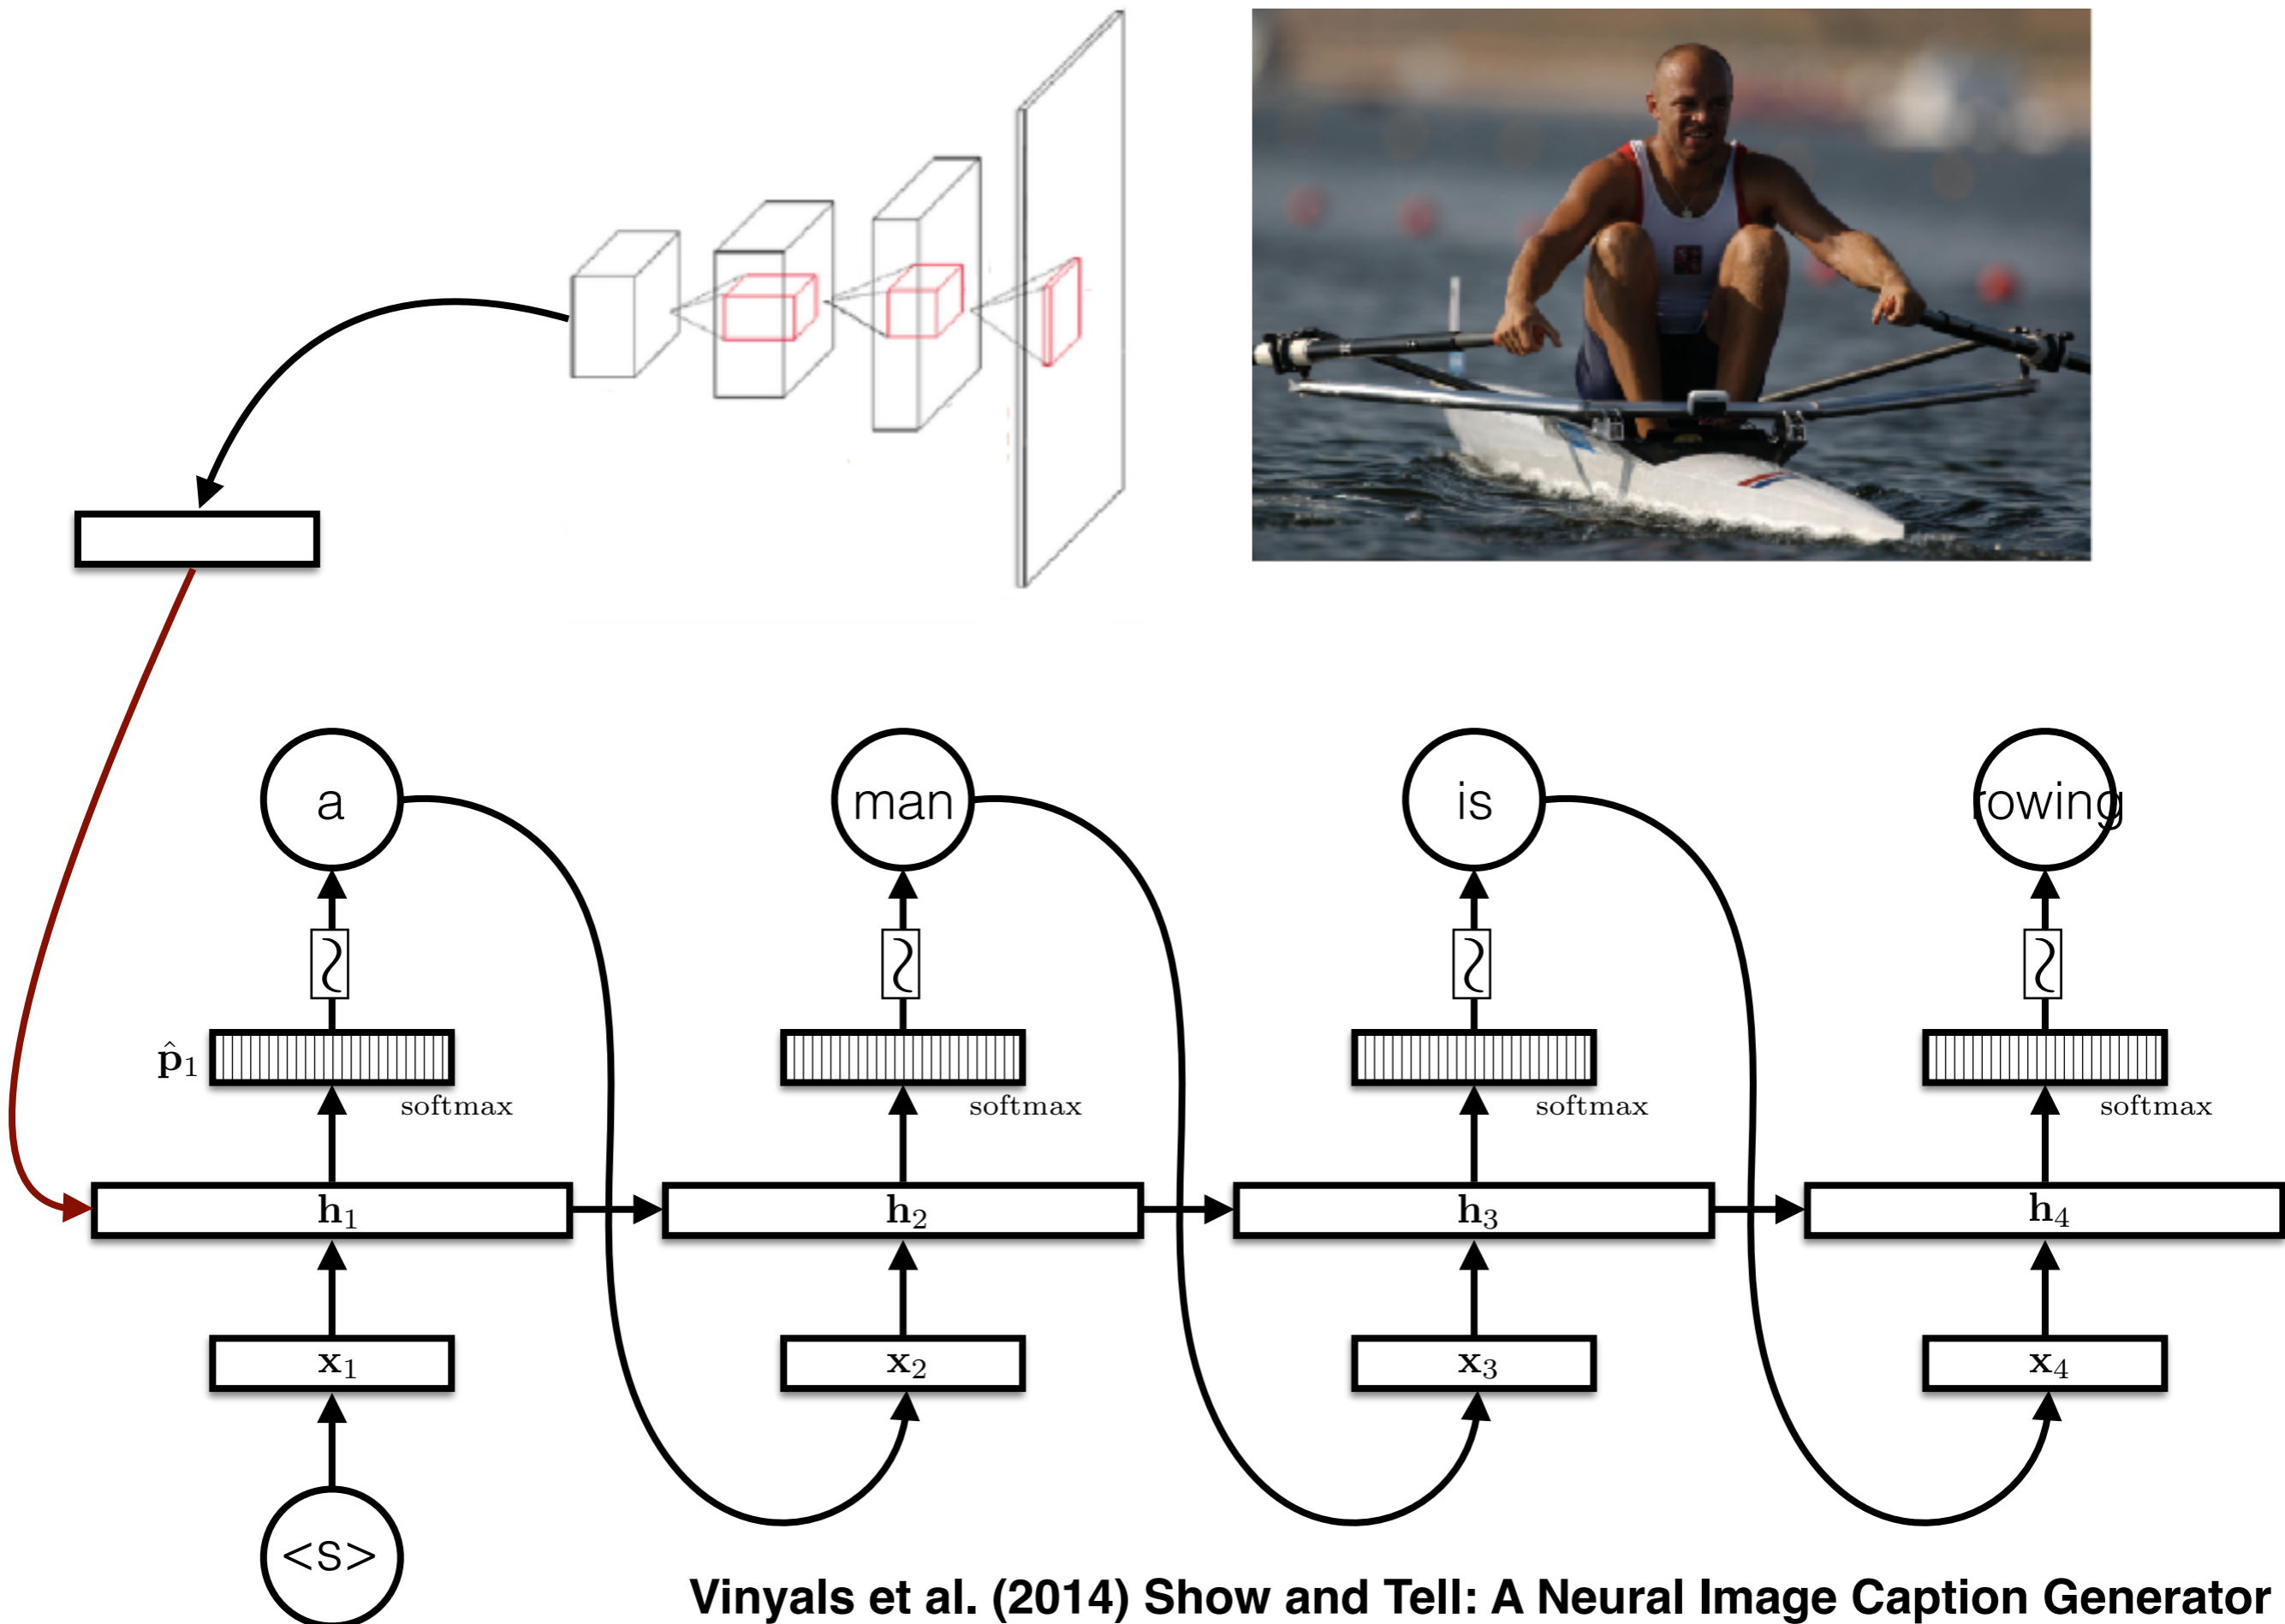 a man is rowing
p̂₁
softmax softmax softmax softmax
h₁ h₂ h₃ h₄
x₁ x₂ x₃ x₄
<s>
Vinyals et al. (2014) Show and Tell: A Neural Image Caption Generator